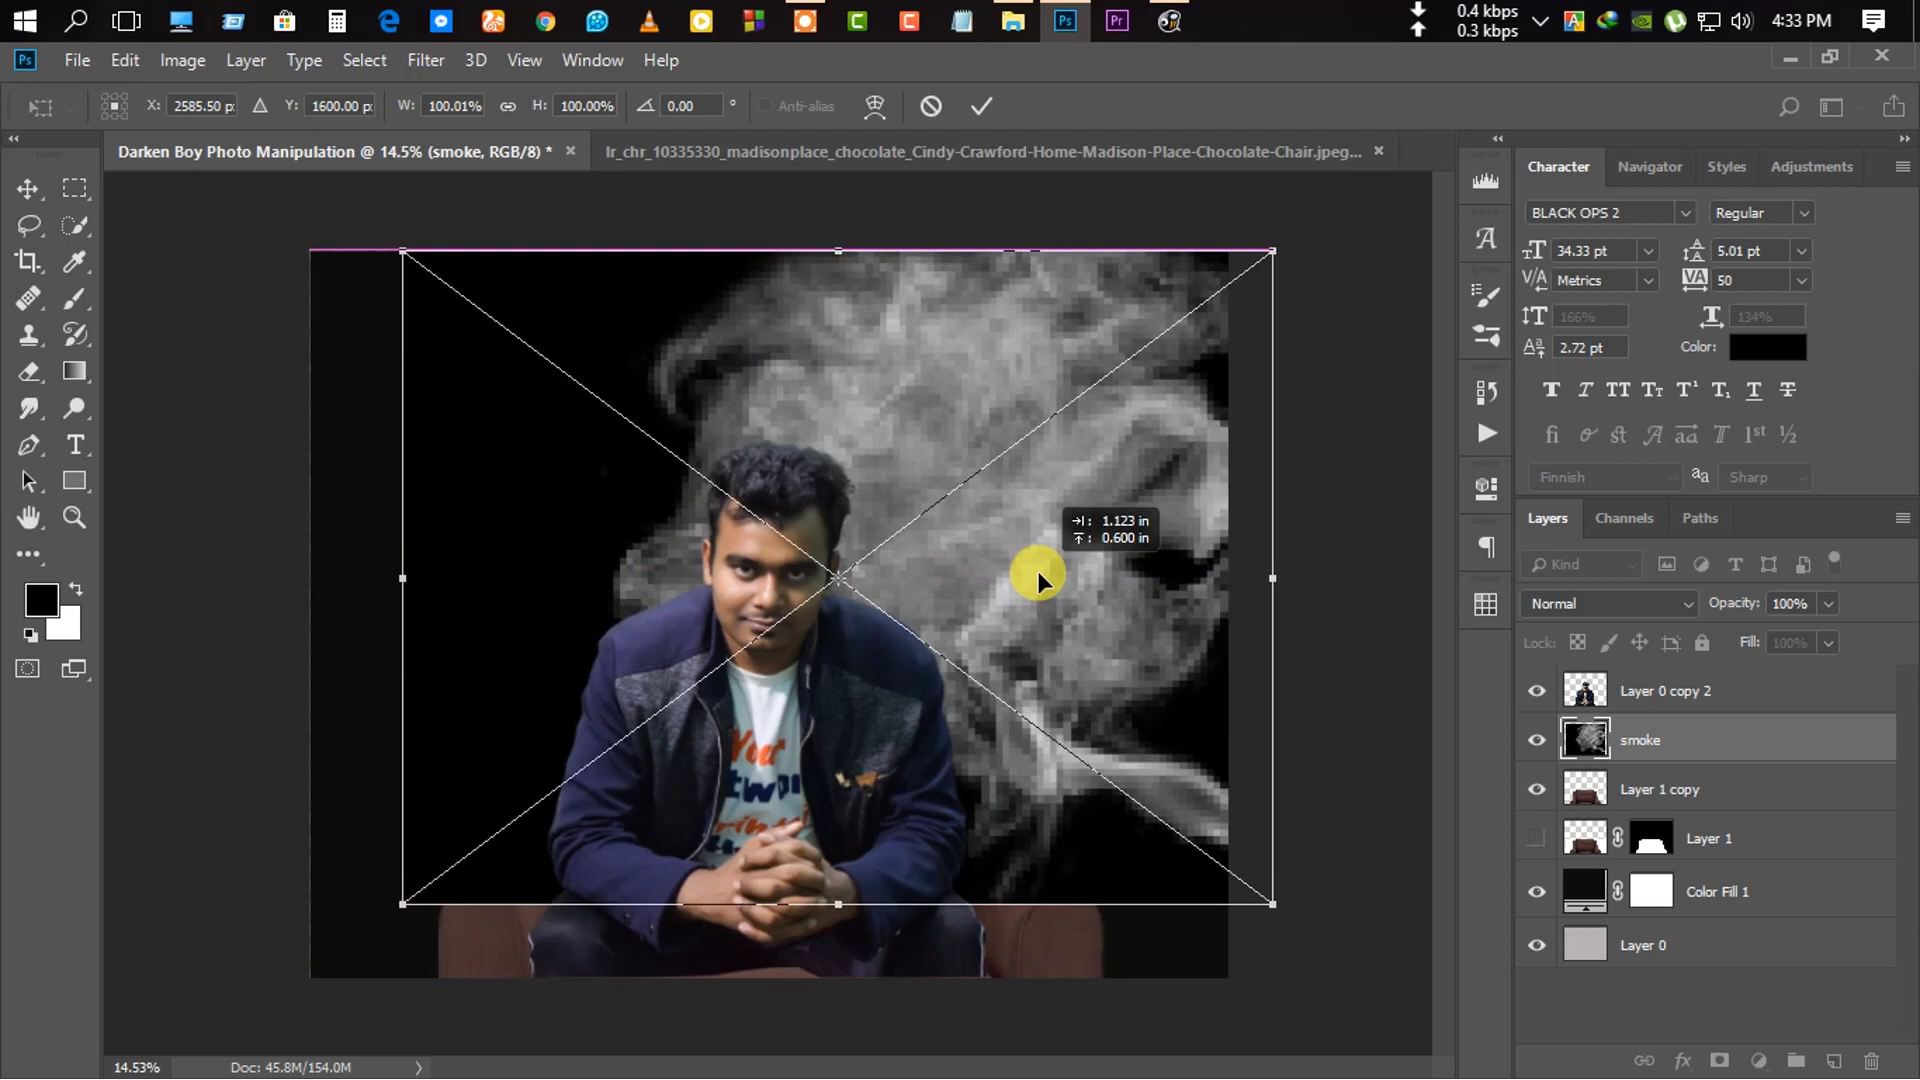 0.4 kbps
0.3 kbps
4:33 PM
Ps
Pr
File Edit Image Layer Type Select Filter 3D View Window Help
X: 2585.50 p: Y: 1600.00 p: W: 100.01% H: 100.00% 0.00 ° Anti-alias
Darken Boy Photo Manipulation @ 14.5% (smoke, RGB/8) * ×
lr_chr_10335330_madisonplace_chocolate_Cindy-Crawford-Home-Madison-Place-Chocolate-Chair.jpeg... ×
Character Navigator Styles Adjustments
BLACK OPS 2 Regular
34.33 pt 5.01 pt
Metrics 50
166% 134%
2.72 pt Color:
Finnish aa Sharp
Layers Channels Paths
Kind
Normal Opacity: 100%
Lock: Fill: 100%
Layer 0 copy 2
smoke
Layer 1 copy
Layer 1
Color Fill 1
Layer 0
1.123 in
0.600 in
14.53% Doc: 45.8M/154.0M